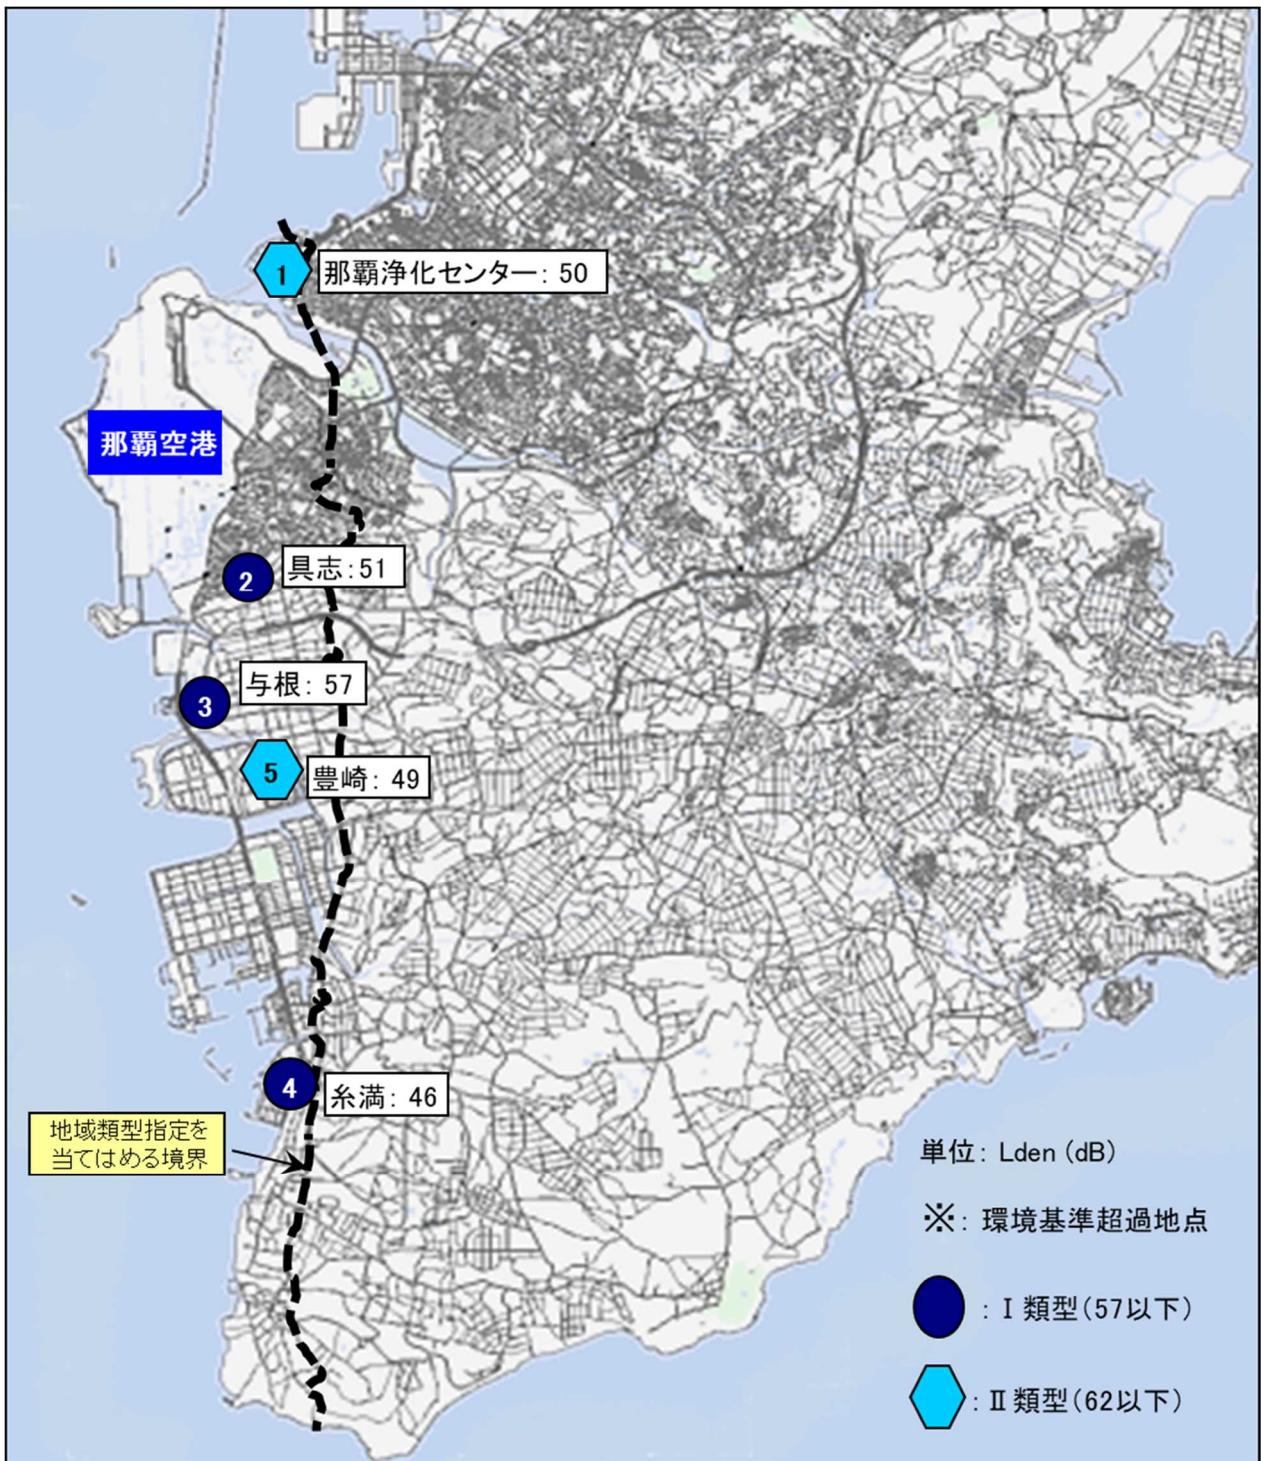 1
那覇浄化センター: 50
那覇空港
2
具志:51
与根: 57
3
5
豊崎: 49
4
糸満: 46
地域類型指定を
当てはめる境界
単位: Lden (dB)
※: 環境基準超過地点
: Ⅰ類型(57以下)
: Ⅱ類型(62以下)